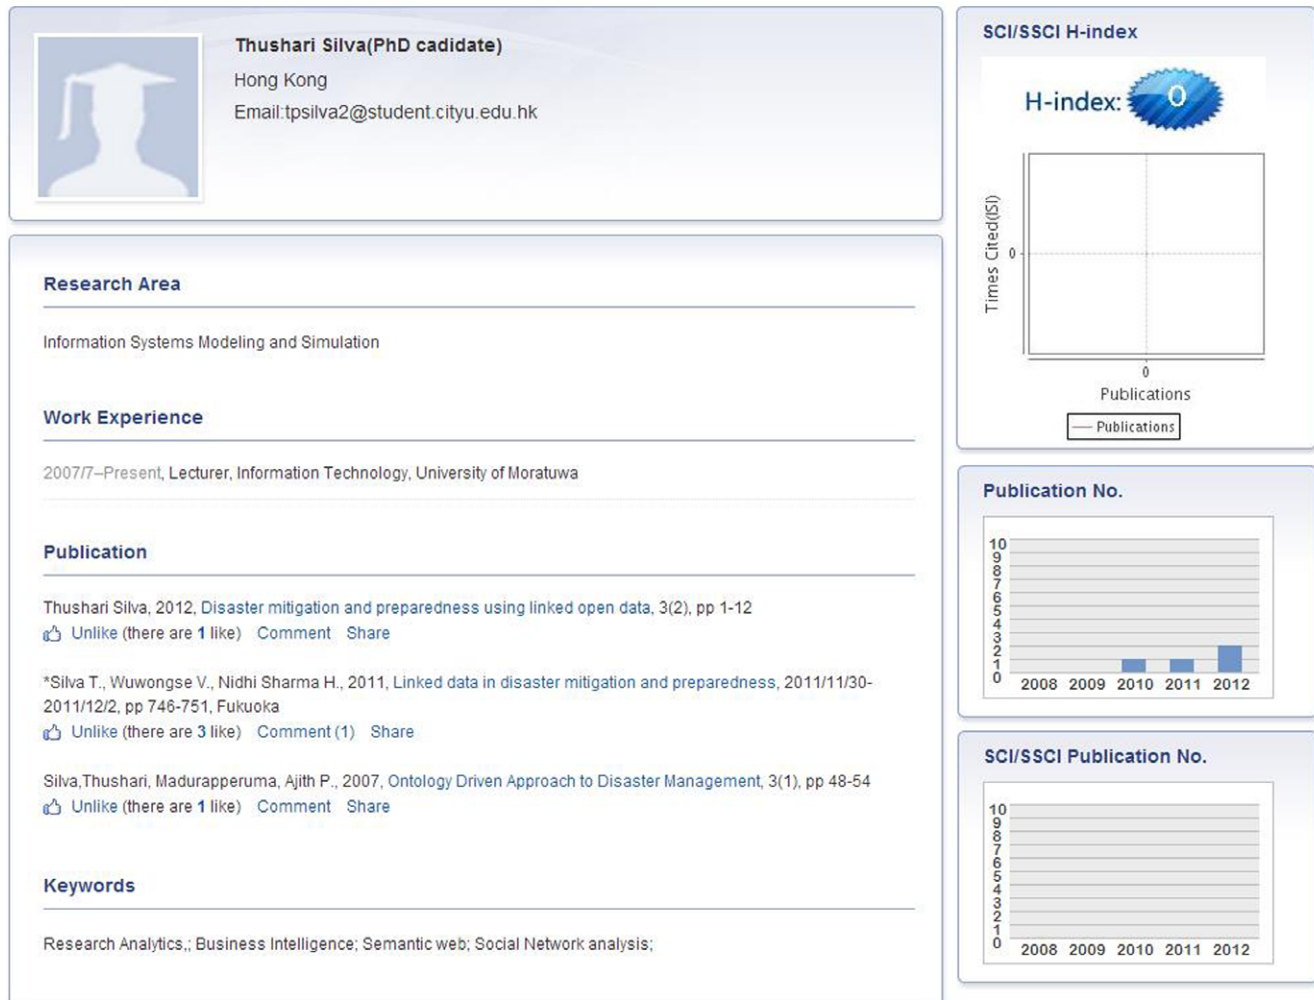 Thushari Silva(PhD cadidate)
Hong Kong
Email:tpsilva2@student.cityu.edu.hk
Research Area
Information Systems Modeling and Simulation
Work Experience
2007/7–Present, Lecturer, Information Technology, University of Moratuwa
Publication
Thushari Silva, 2012, Disaster mitigation and preparedness using linked open data, 3(2), pp 1-12
Unlike (there are 1 like) Comment Share
*Silva T., Wuwongse V., Nidhi Sharma H., 2011, Linked data in disaster mitigation and preparedness, 2011/11/30-
2011/12/2, pp 746-751, Fukuoka
Unlike (there are 3 like) Comment (1) Share
Silva,Thushari, Madurapperuma, Ajith P., 2007, Ontology Driven Approach to Disaster Management, 3(1), pp 48-54
Unlike (there are 1 like) Comment Share
Keywords
Research Analytics,; Business Intelligence; Semantic web; Social Network analysis;
SCI/SSCI H-index
H-index: 0
Times Cited(ISI)
0
0
Publications
Publications
Publication No.
10
9
8
7
6
5
4
3
2
1
0
2008 2009 2010 2011 2012
SCI/SSCI Publication No.
10
9
8
7
6
5
4
3
2
1
0
2008 2009 2010 2011 2012